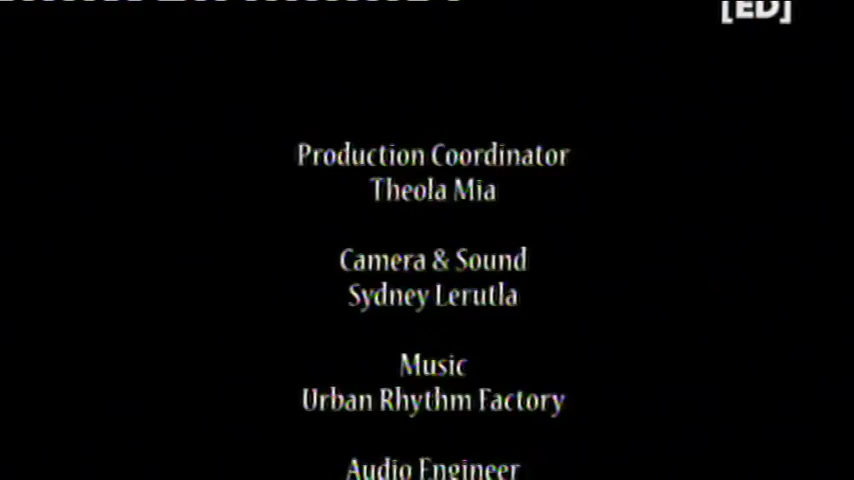 [ED]
Production Coordinator
Theola Mia
Camera & Sound
Sydney Lerutla
Music
Urban Rhythm Factory
Audio Engineer